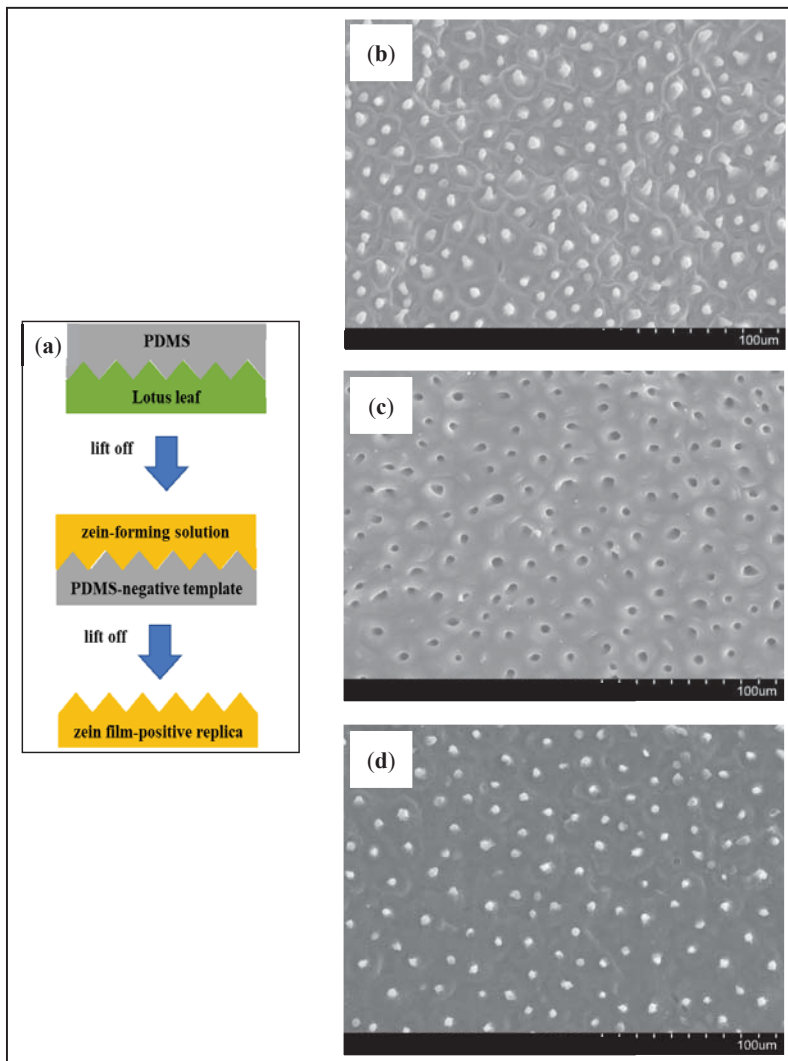 (a)
PDMS
Lotus leaf
lift off
zein-forming solution
PDMS-negative template
lift off
zein film-positive replica
(b)
100um
(c)
100um
(d)
100um